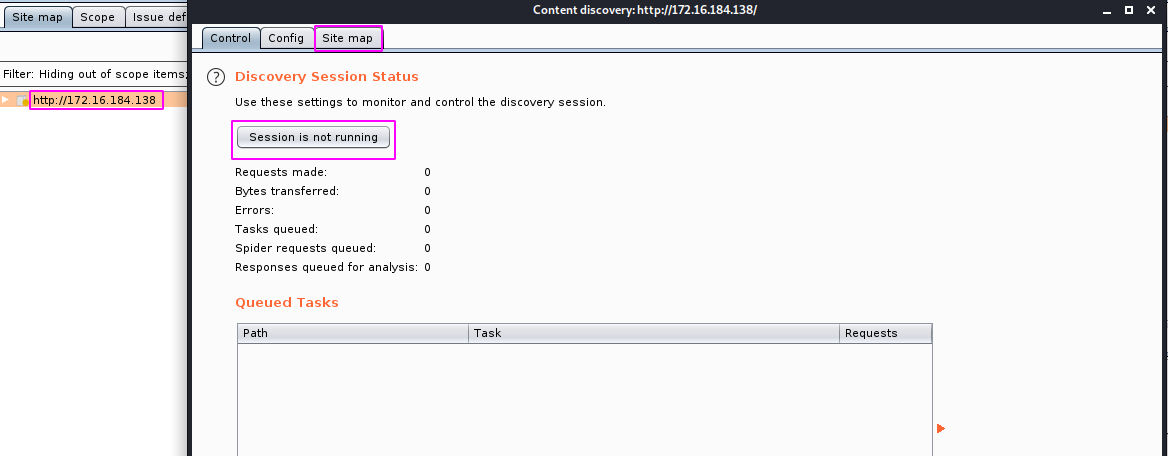 Content discovery: http://172.16.184.138/
Site map Scope Issue def
Control Config Site map
Filter: Hiding out of scope items;
http://172.16.184.138
? Discovery Session Status
Use these settings to monitor and control the discovery session.
Session is not running
Requests made: 0
Bytes transferred: 0
Errors: 0
Tasks queued: 0
Spider requests queued: 0
Responses queued for analysis: 0
Queued Tasks
Path Task Requests